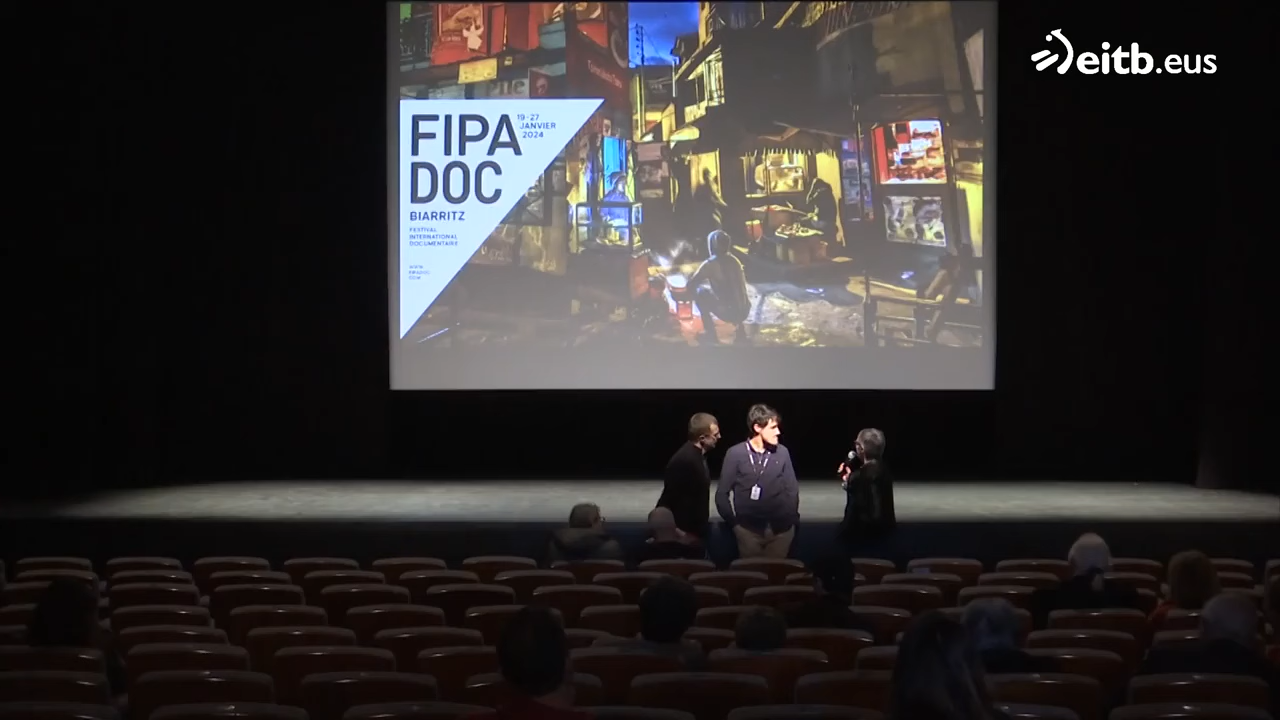 eitb.eus
FIPA
DOC
19-27
JANVIER
2024
BIARRITZ
FESTIVAL
INTERNATIONAL
DOCUMENTAIRE